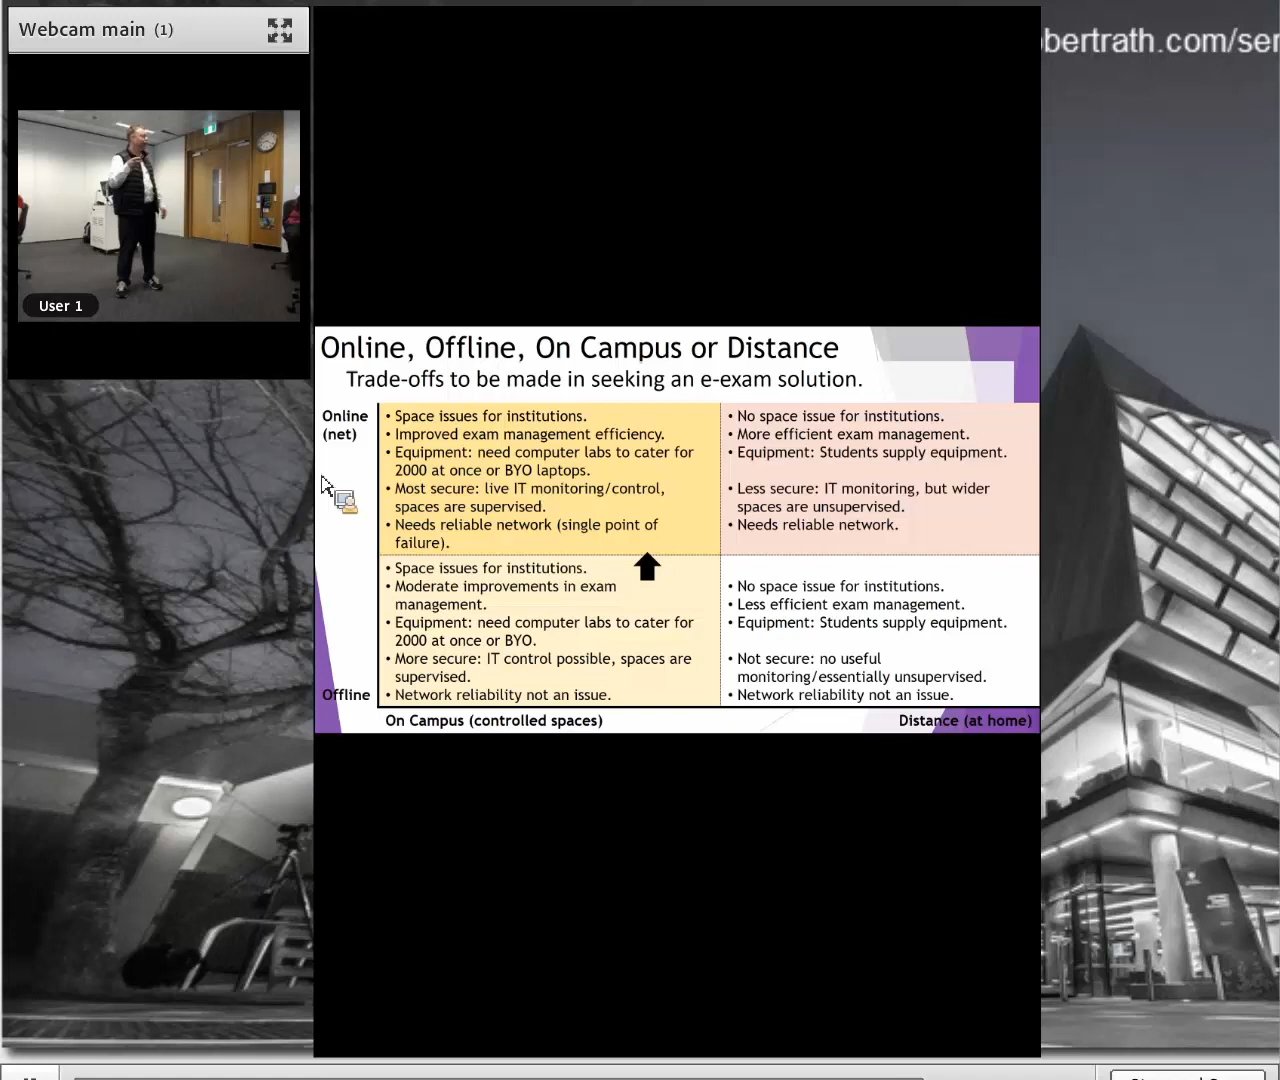 Webcam main (1)
bertrath.com/ser
User 1
Online, Offline, On Campus or Distance
Trade-offs to be made in seeking an e-exam solution.
Online
(net)
• Space issues for institutions.
• Improved exam management efficiency.
• Equipment: need computer labs to cater for
2000 at once or BYO laptops.
• Most secure: live IT monitoring/control,
spaces are supervised.
• Needs reliable network (single point of
failure).
• No space issue for institutions.
• More efficient exam management.
• Equipment: Students supply equipment.
• Less secure: IT monitoring, but wider
spaces are unsupervised.
• Needs reliable network.
• Space issues for institutions.
• Moderate improvements in exam
management.
• Equipment: need computer labs to cater for
2000 at once or BYO.
• More secure: IT control possible, spaces are
supervised.
• Network reliability not an issue.
• No space issue for institutions.
• Less efficient exam management.
• Equipment: Students supply equipment.
• Not secure: no useful
monitoring/essentially unsupervised.
• Network reliability not an issue.
Offline
On Campus (controlled spaces)
Distance (at home)